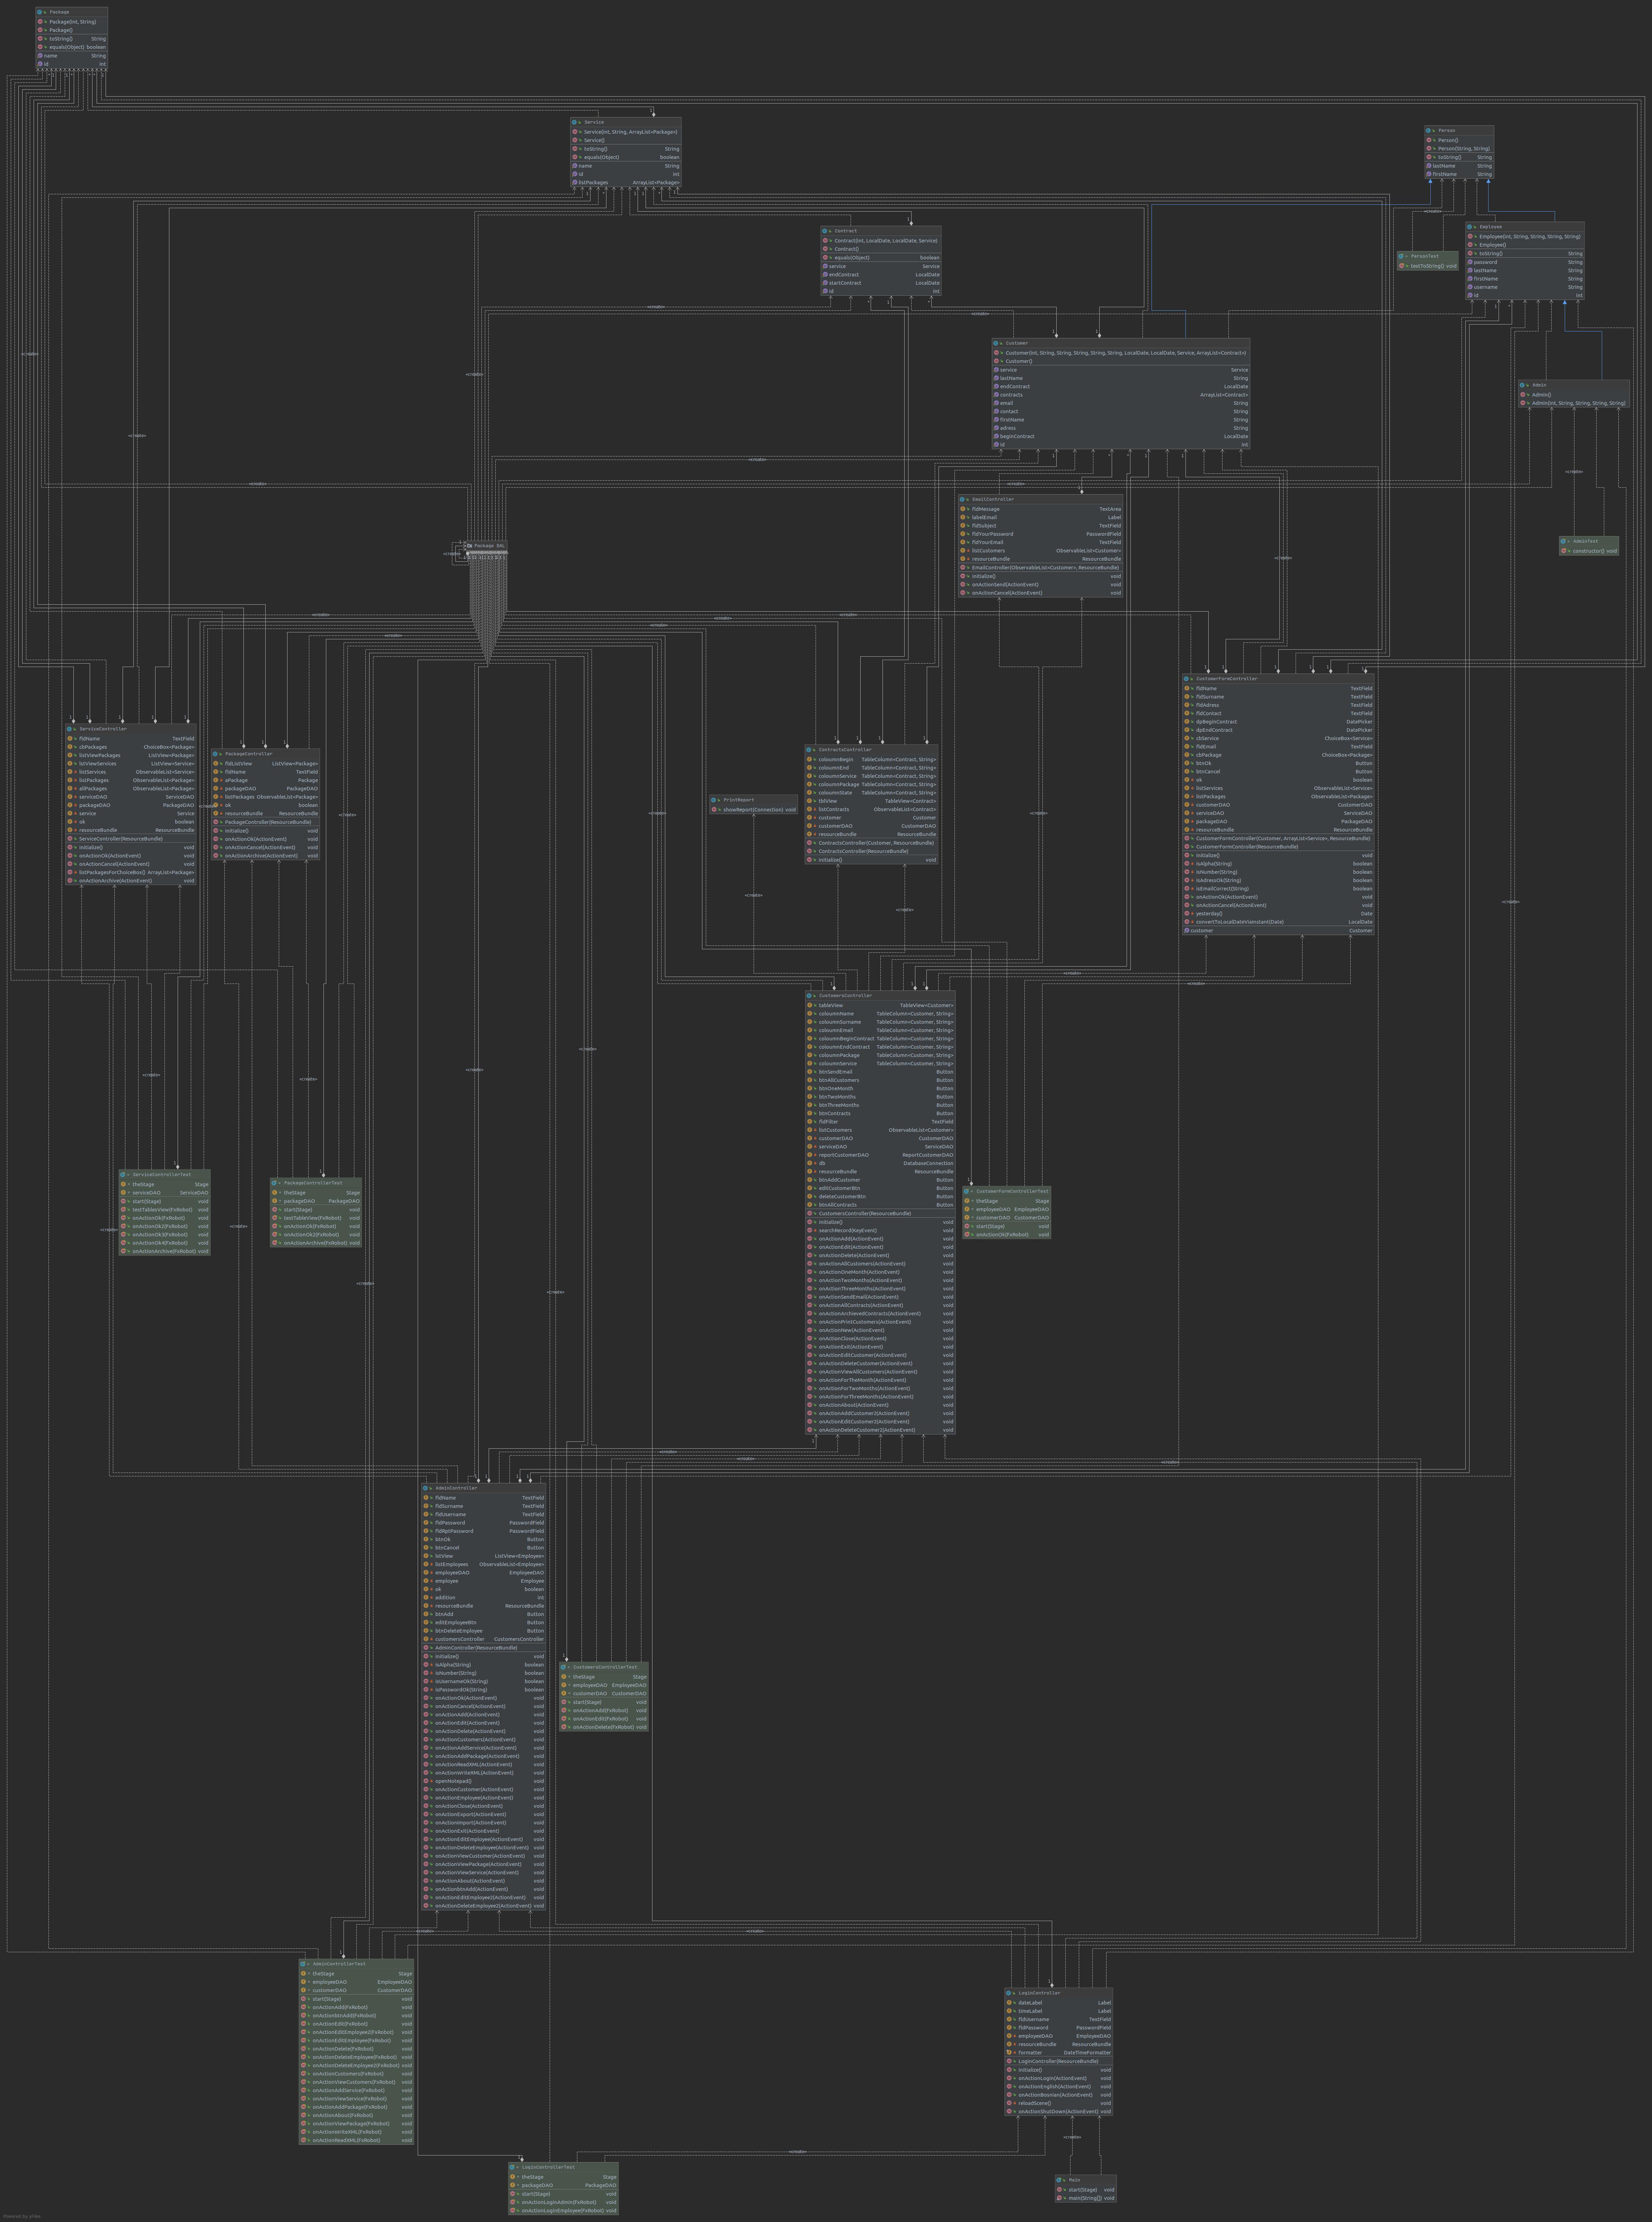 Package
Package(int, String)
Package()
toString() String
equals(Object) boolean
name String
id int
Service
Service(int, String, ArrayList<Package>)
Service()
toString() String
equals(Object) boolean
name String
id int
listPackages ArrayList<Package>
Person
Person()
Person(String, String)
toString() String
lastName String
firstName String
Contract
Contract(int, LocalDate, LocalDate, Service)
Contract()
equals(Object) boolean
service Service
endContract LocalDate
startContract LocalDate
id int
PersonTest
testToString() void
Employee
Employee(int, String, String, String, String)
Employee()
toString() String
password String
lastName String
firstName String
username String
id int
Customer
Customer(int, String, String, String, String, String, LocalDate, LocalDate, Service, ArrayList<Contract>)
Customer()
service Service
lastName String
endContract LocalDate
contracts ArrayList<Contract>
email String
contact String
firstName String
adress String
beginContract LocalDate
id int
Admin
Admin()
Admin(int, String, String, String, String)
EmailController
fldMessage TextArea
labelEmail Label
fldSubject TextField
fldYourPassword PasswordField
fldYourEmail TextField
listCustomers ObservableList<Customer>
resourceBundle ResourceBundle
EmailController(ObservableList<Customer>, ResourceBundle)
initialize() void
onActionSend(ActionEvent) void
onActionCancel(ActionEvent) void
AdminTest
constructor() void
Package DAL
ServiceController
fldName TextField
cbPackages ChoiceBox<Package>
listViewPackages ListView<Package>
listViewServices ListView<Service>
listServices ObservableList<Service>
listPackages ObservableList<Package>
allPackages ObservableList<Package>
serviceDAO ServiceDAO
packageDAO PackageDAO
service Service
ok boolean
resourceBundle ResourceBundle
ServiceController(ResourceBundle)
initialize() void
onActionOk(ActionEvent) void
onActionCancel(ActionEvent) void
listPackagesForChoiceBox() ArrayList<Package>
onActionArchive(ActionEvent) void
PackageController
fldListView ListView<Package>
fldName TextField
aPackage Package
packageDAO PackageDAO
listPackages ObservableList<Package>
ok boolean
resourceBundle ResourceBundle
PackageController(ResourceBundle)
initialize() void
onActionOk(ActionEvent) void
onActionCancel(ActionEvent) void
onActionArchive(ActionEvent) void
PrintReport
showReport(Connection) void
ContractsController
coloumnBegin TableColumn<Contract, String>
coloumnEnd TableColumn<Contract, String>
coloumnService TableColumn<Contract, String>
coloumnPackage TableColumn<Contract, String>
coloumnState TableColumn<Contract, String>
tblView TableView<Contract>
listContracts ObservableList<Contract>
customer Customer
customerDAO CustomerDAO
resourceBundle ResourceBundle
ContractsController(Customer, ResourceBundle)
ContractsController(ResourceBundle)
initialize() void
CustomerFormController
fldName TextField
fldSurname TextField
fldAdress TextField
fldContact TextField
dpBeginContract DatePicker
dpEndContract DatePicker
cbService ChoiceBox<Service>
fldEmail TextField
cbPackage ChoiceBox<Package>
btnOk Button
btnCancel Button
ok boolean
listServices ObservableList<Service>
listPackages ObservableList<Package>
customerDAO CustomerDAO
serviceDAO ServiceDAO
packageDAO PackageDAO
resourceBundle ResourceBundle
CustomerFormController(Customer, ArrayList<Service>, ResourceBundle)
CustomerFormController(ResourceBundle)
initialize() void
isAlpha(String) boolean
isNumber(String) boolean
isAdressOk(String) boolean
isEmailCorrect(String) boolean
onActionOk(ActionEvent) void
onActionCancel(ActionEvent) void
yesterday() Date
convertToLocalDateViaInstant(Date) LocalDate
customer Customer
CustomersController
tableView TableView<Customer>
coloumnName TableColumn<Customer, String>
coloumnSurname TableColumn<Customer, String>
coloumnEmail TableColumn<Customer, String>
coloumnBeginContract TableColumn<Customer, String>
coloumnEndContract TableColumn<Customer, String>
coloumnPackage TableColumn<Customer, String>
coloumnService TableColumn<Customer, String>
btnSendEmail Button
btnAllCustomers Button
btnOneMonth Button
btnTwoMonths Button
btnThreeMonths Button
btnContracts Button
fldFilter TextField
listCustomers ObservableList<Customer>
customerDAO CustomerDAO
serviceDAO ServiceDAO
reportCustomerDAO ReportCustomerDAO
db DatabaseConnection
resourceBundle ResourceBundle
btnAddCustomer Button
editCustomerBtn Button
deleteCustomerBtn Button
btnAllContracts Button
CustomersController(ResourceBundle)
initialize() void
searchRecord(KeyEvent) void
onActionAdd(ActionEvent) void
onActionEdit(ActionEvent) void
onActionDelete(ActionEvent) void
onActionAllCustomers(ActionEvent) void
onActionOneMonth(ActionEvent) void
onActionTwoMonths(ActionEvent) void
onActionThreeMonths(ActionEvent) void
onActionSendEmail(ActionEvent) void
onActionAllContracts(ActionEvent) void
onActionArchievedContracts(ActionEvent) void
onActionPrintCustomers(ActionEvent) void
onActionNew(ActionEvent) void
onActionClose(ActionEvent) void
onActionExit(ActionEvent) void
onActionEditCustomer(ActionEvent) void
onActionDeleteCustomer(ActionEvent) void
onActionViewAllCustomers(ActionEvent) void
onActionForTheMonth(ActionEvent) void
onActionForTwoMonths(ActionEvent) void
onActionForThreeMonths(ActionEvent) void
onActionAbout(ActionEvent) void
onActionAddCustomer2(ActionEvent) void
onActionEditCustomer2(ActionEvent) void
onActionDeleteCustomer2(ActionEvent) void
ServiceControllerTest
theStage Stage
serviceDAO ServiceDAO
start(Stage) void
testTablesView(FxRobot) void
onActionOk(FxRobot) void
onActionOk2(FxRobot) void
onActionOk3(FxRobot) void
onActionOk4(FxRobot) void
onActionArchive(FxRobot) void
PackageControllerTest
theStage Stage
packageDAO PackageDAO
start(Stage) void
testTableView(FxRobot) void
onActionOk(FxRobot) void
onActionOk2(FxRobot) void
onActionArchive(FxRobot) void
CustomerFormControllerTest
theStage Stage
employeeDAO EmployeeDAO
customerDAO CustomerDAO
start(Stage) void
onActionOk(FxRobot) void
AdminController
fldName TextField
fldSurname TextField
fldUsername TextField
fldPassword PasswordField
fldRptPassword PasswordField
btnOk Button
btnCancel Button
listView ListView<Employee>
listEmployees ObservableList<Employee>
employeeDAO EmployeeDAO
employee Employee
ok boolean
addition int
resourceBundle ResourceBundle
btnAdd Button
editEmployeeBtn Button
btnDeleteEmployee Button
customersController CustomersController
AdminController(ResourceBundle)
initialize() void
isAlpha(String) boolean
isNumber(String) boolean
isUsernameOk(String) boolean
isPasswordOk(String) boolean
onActionOk(ActionEvent) void
onActionCancel(ActionEvent) void
onActionAdd(ActionEvent) void
onActionEdit(ActionEvent) void
onActionDelete(ActionEvent) void
onActionCustomers(ActionEvent) void
onActionAddService(ActionEvent) void
onActionAddPackage(ActionEvent) void
onActionReadXML(ActionEvent) void
onActionWriteXML(ActionEvent) void
openNotepad() void
onActionCustomer(ActionEvent) void
onActionEmployee(ActionEvent) void
onActionClose(ActionEvent) void
onActionExport(ActionEvent) void
onActionImport(ActionEvent) void
onActionExit(ActionEvent) void
onActionEditEmployee(ActionEvent) void
onActionDeleteEmployee(ActionEvent) void
onActionViewCustomer(ActionEvent) void
onActionViewPackage(ActionEvent) void
onActionViewService(ActionEvent) void
onActionAbout(ActionEvent) void
onActionbtnAdd(ActionEvent) void
onActionEditEmployee2(ActionEvent) void
onActionDeleteEmployee2(ActionEvent) void
CustomersControllerTest
theStage Stage
employeeDAO EmployeeDAO
customerDAO CustomerDAO
start(Stage) void
onActionAdd(FxRobot) void
onActionEdit(FxRobot) void
onActionDelete(FxRobot) void
AdminControllerTest
theStage Stage
employeeDAO EmployeeDAO
customerDAO CustomerDAO
start(Stage) void
onActionAdd(FxRobot) void
onActionbtnAdd(FxRobot) void
onActionEdit(FxRobot) void
onActionEditEmployee2(FxRobot) void
onActionEditEmployee(FxRobot) void
onActionDelete(FxRobot) void
onActionDeleteEmployee(FxRobot) void
onActionDeleteEmployee2(FxRobot) void
onActionCustomers(FxRobot) void
onActionViewCustomers(FxRobot) void
onActionAddService(FxRobot) void
onActionViewService(FxRobot) void
onActionAddPackage(FxRobot) void
onActionAbout(FxRobot) void
onActionViewPackage(FxRobot) void
onActionWriteXML(FxRobot) void
onActionReadXML(FxRobot) void
LoginController
dateLabel Label
timeLabel Label
fldUsername TextField
fldPassword PasswordField
employeeDAO EmployeeDAO
resourceBundle ResourceBundle
formatter DateTimeFormatter
LoginController(ResourceBundle)
initialize() void
onActionLogin(ActionEvent) void
onActionEnglish(ActionEvent) void
onActionBosnian(ActionEvent) void
reloadScene() void
onActionShutDown(ActionEvent) void
LoginControllerTest
theStage Stage
packageDAO PackageDAO
start(Stage) void
onActionLoginAdmin(FxRobot) void
onActionLoginEmployee(FxRobot) void
Main
start(Stage) void
main(String[]) void
Powered by yFiles